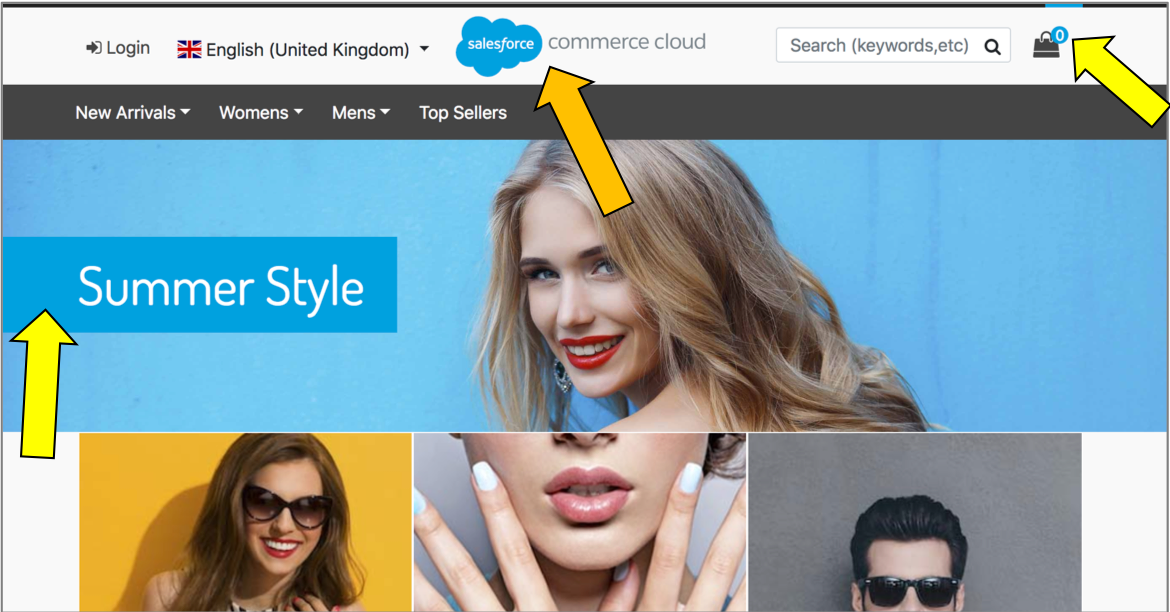 Login
English (United Kingdom)
salesforce commerce cloud
Search (keywords,etc)
0
New Arrivals Womens Mens Top Sellers
Summer Style